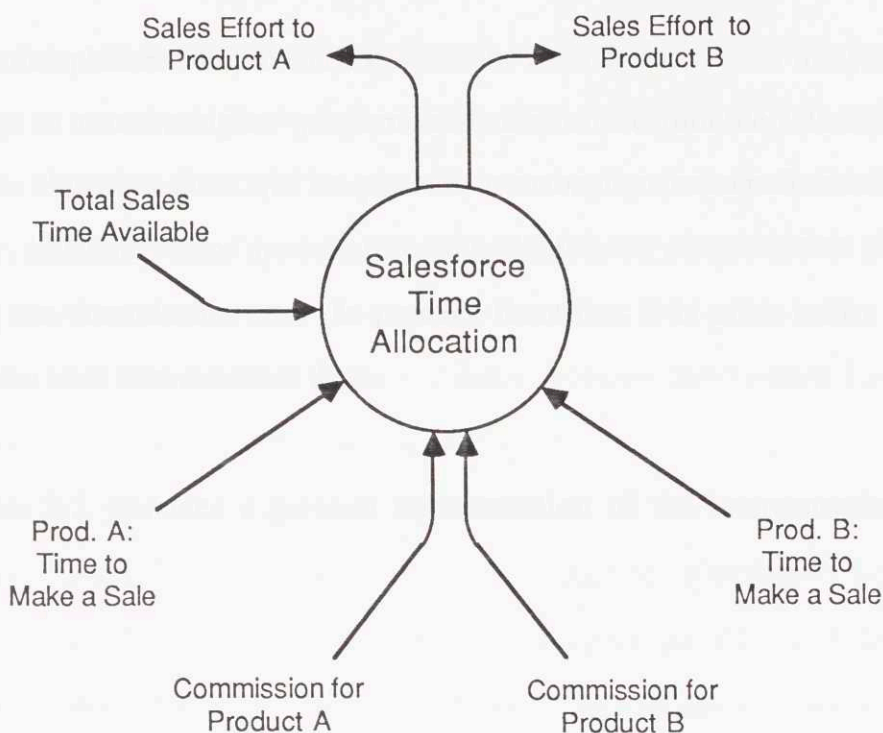 Sales Effort to
Product A
Sales Effort to
Product B
Total Sales
Time Available
Salesforce
Time
Allocation
Prod. A:
Time to
Make a Sale
Prod. B:
Time to
Make a Sale
Commission for
Product A
Commission for
Product B